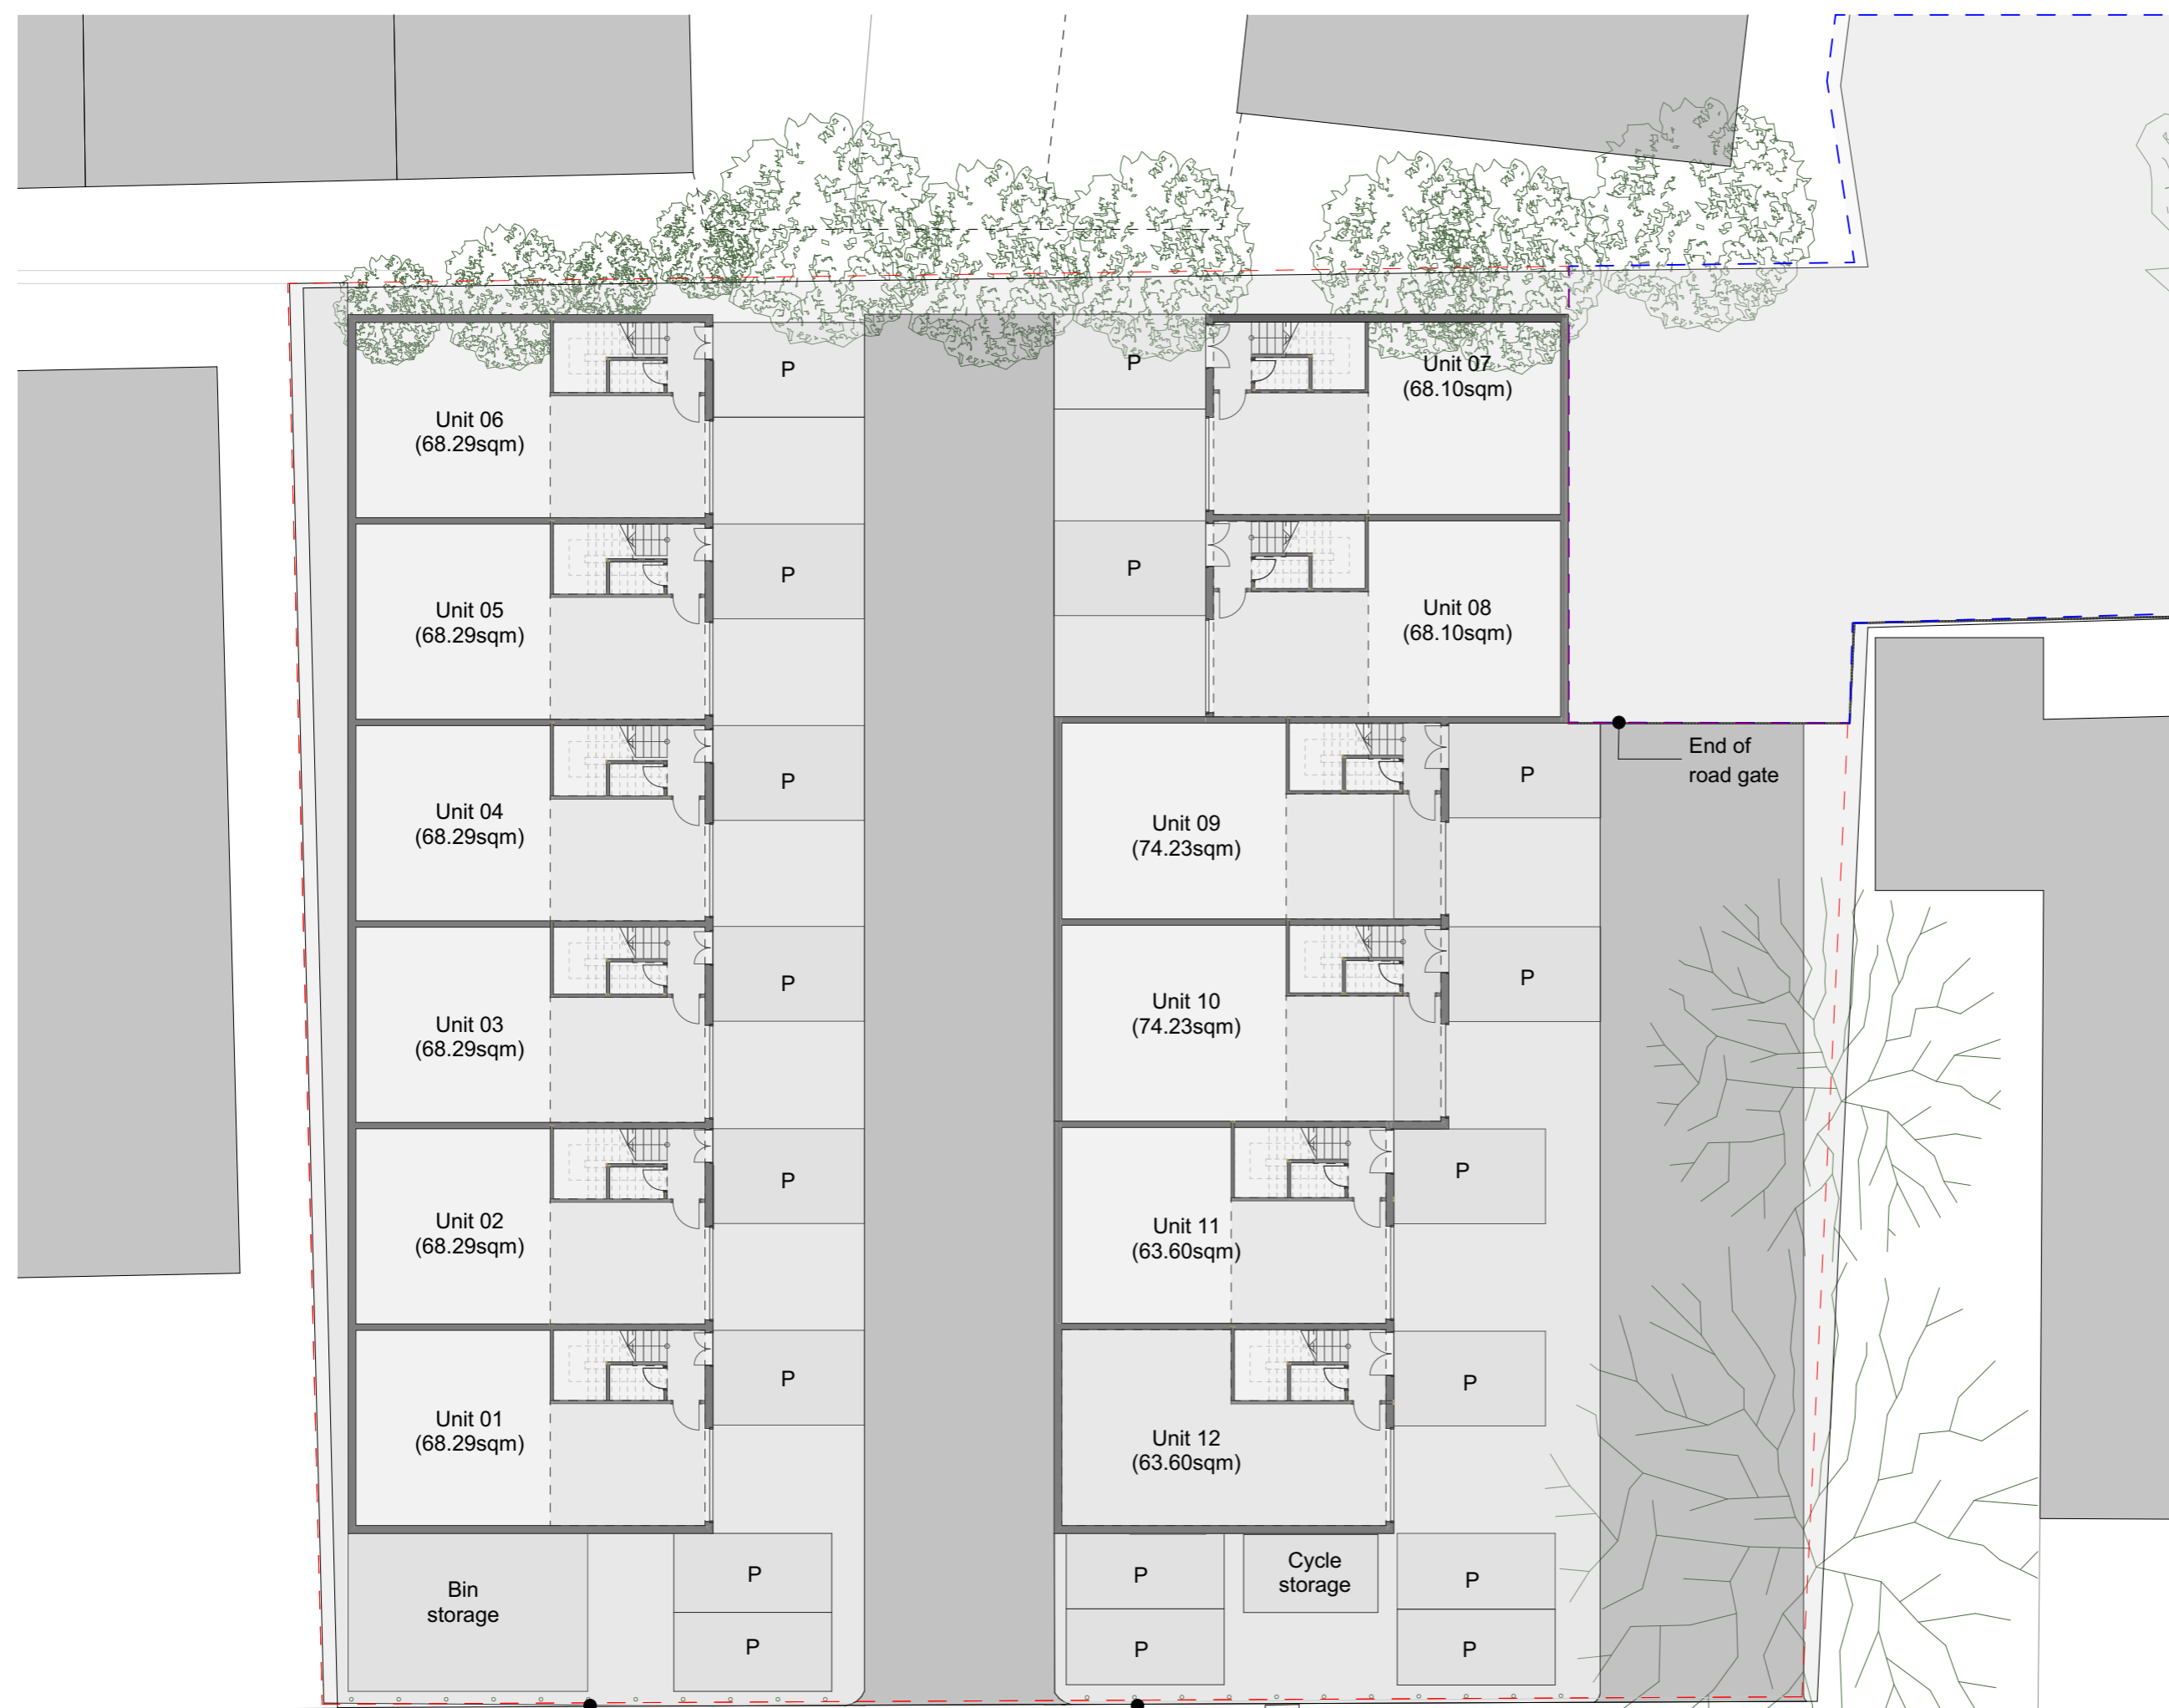 P
P
Unit 07
(68.10sqm)
Unit 06
(68.29sqm)
P
P
Unit 05
(68.29sqm)
Unit 08
(68.10sqm)
End of
road gate
P
P
Unit 04
(68.29sqm)
Unit 09
(74.23sqm)
P
P
Unit 03
(68.29sqm)
Unit 10
(74.23sqm)
P
P
Unit 02
(68.29sqm)
Unit 11
(63.60sqm)
P
P
Unit 01
(68.29sqm)
Unit 12
(63.60sqm)
Bin
storage
P
P
P
P
Cycle
storage
P
P